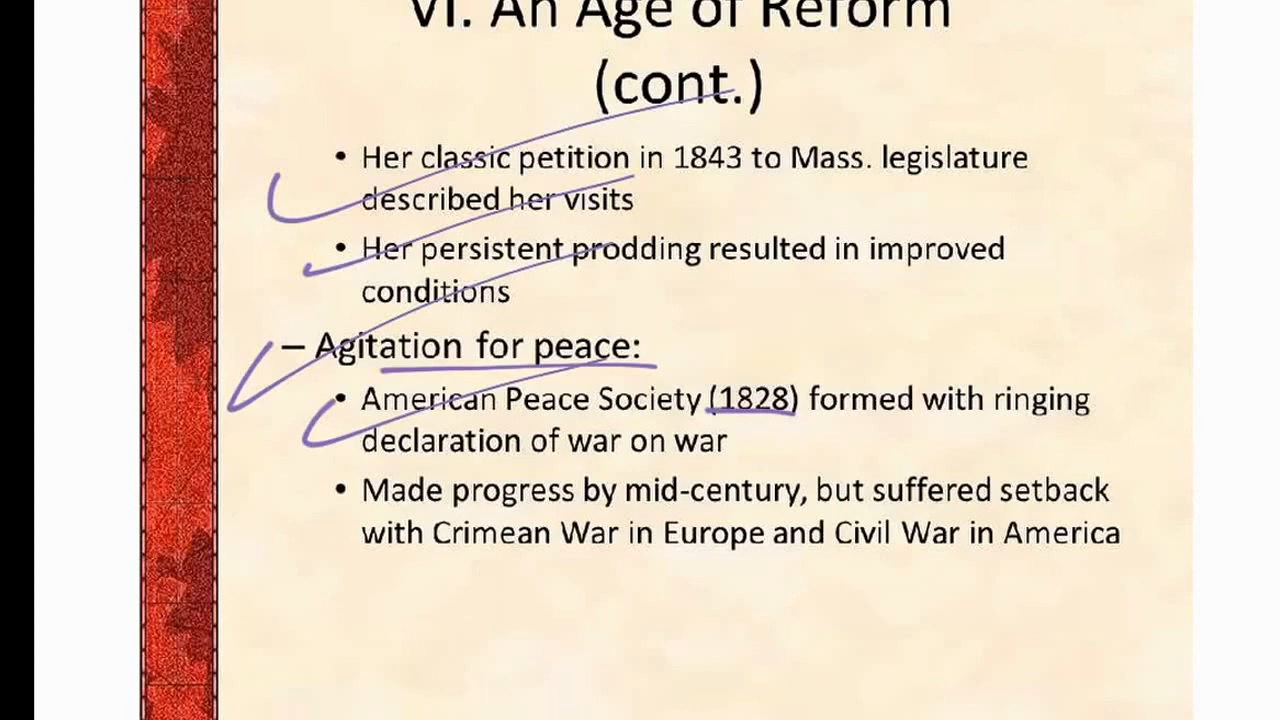 VI. An Age of Reform
(cont.)
• Her classic petition in 1843 to Mass. legislature
described her visits
• Her persistent prodding resulted in improved
conditions
– Agitation for peace:
• American Peace Society (1828) formed with ringing
declaration of war on war
• Made progress by mid-century, but suffered setback
with Crimean War in Europe and Civil War in America